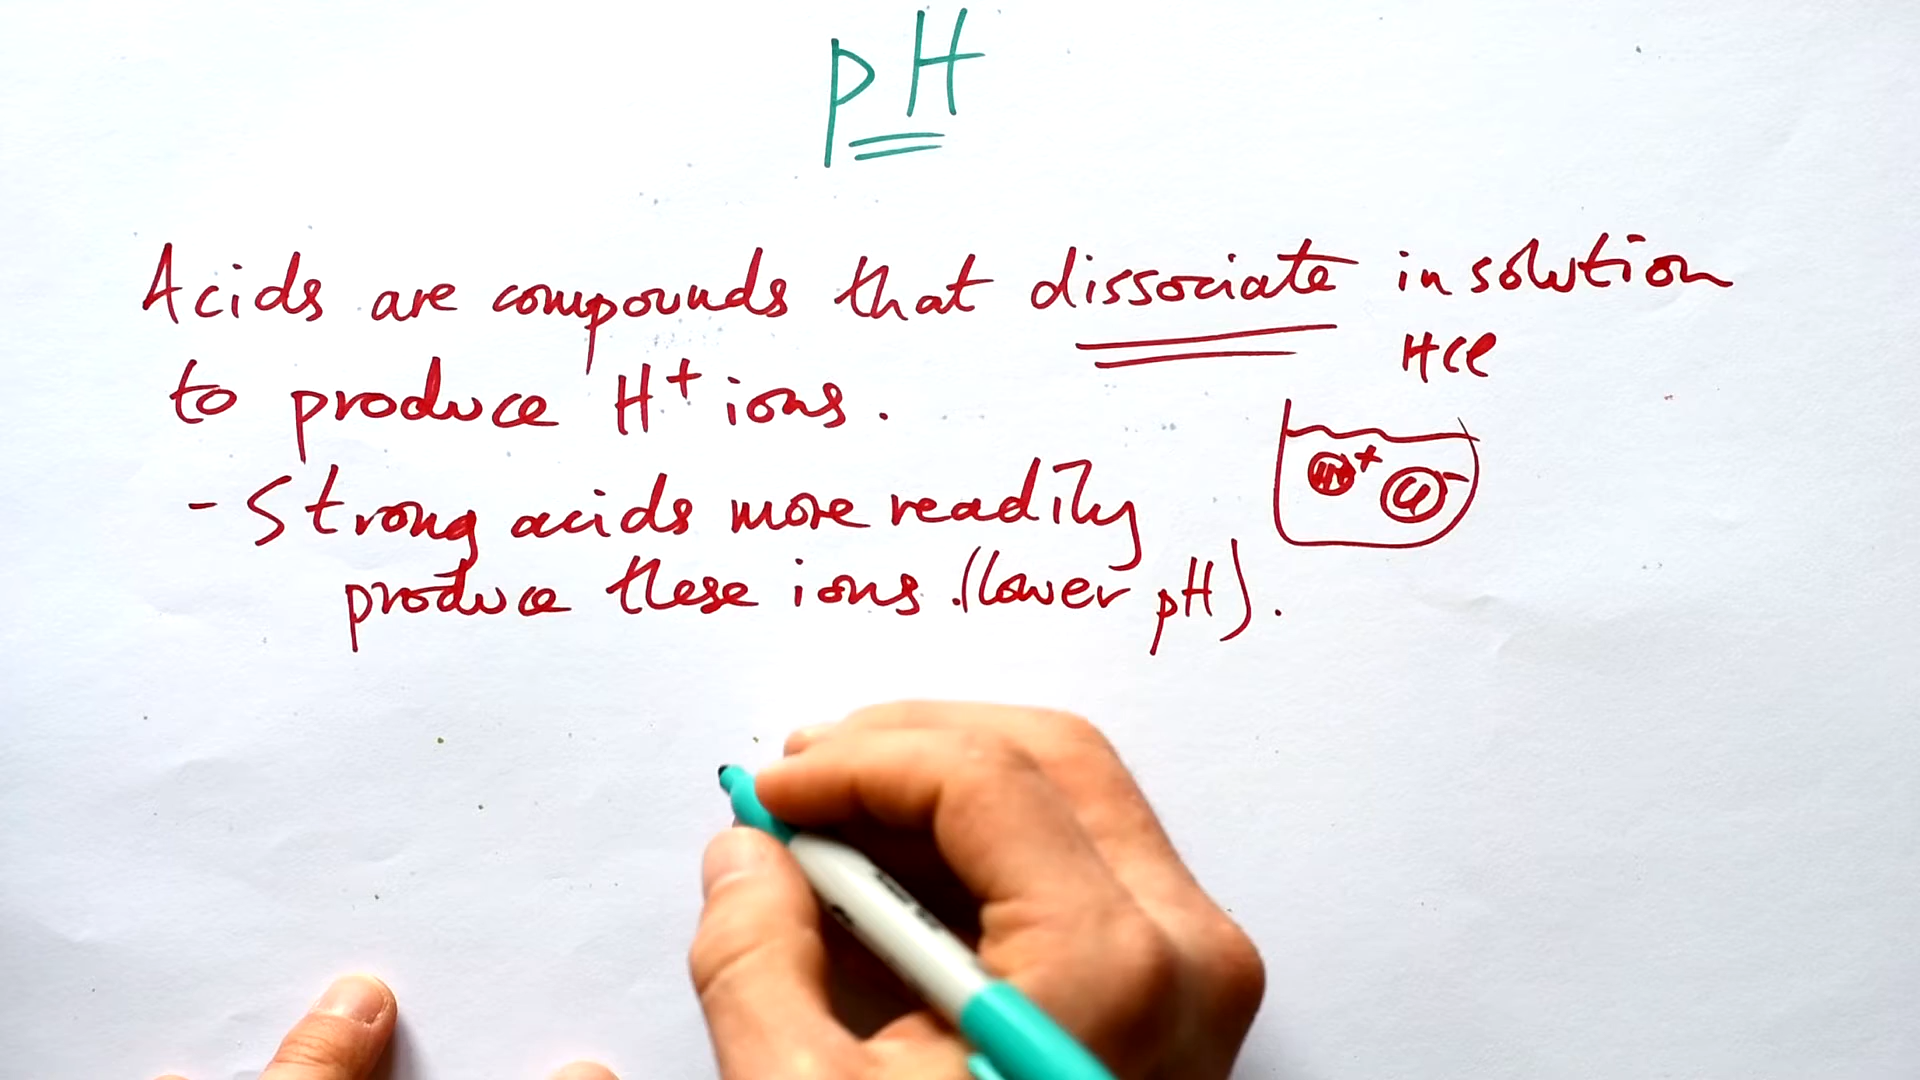 pH
Acids are compounds that dissociate in solution
HCl
to produce H⁺ ions.
H⁺ Cl⁻
- Strong acids more readily
produce these ions (lower pH).